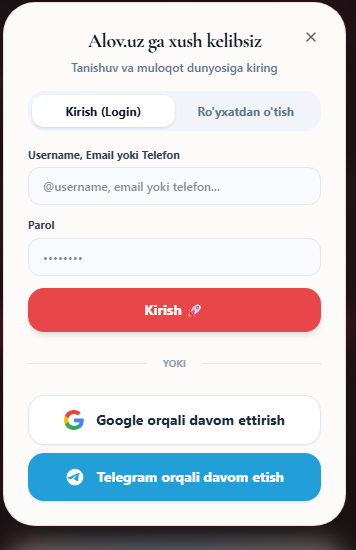 Alov.uz ga xush kelibsiz
Tanishuv va muloqot dunyosiga kiring
Kirish (Login)
Ro'yxatdan o'tish
Username, Email yoki Telefon
@username, email yoki telefon...
Parol
••••••••
Kirish 🚀
YOKI
Google orqali davom ettirish
Telegram orqali davom etish